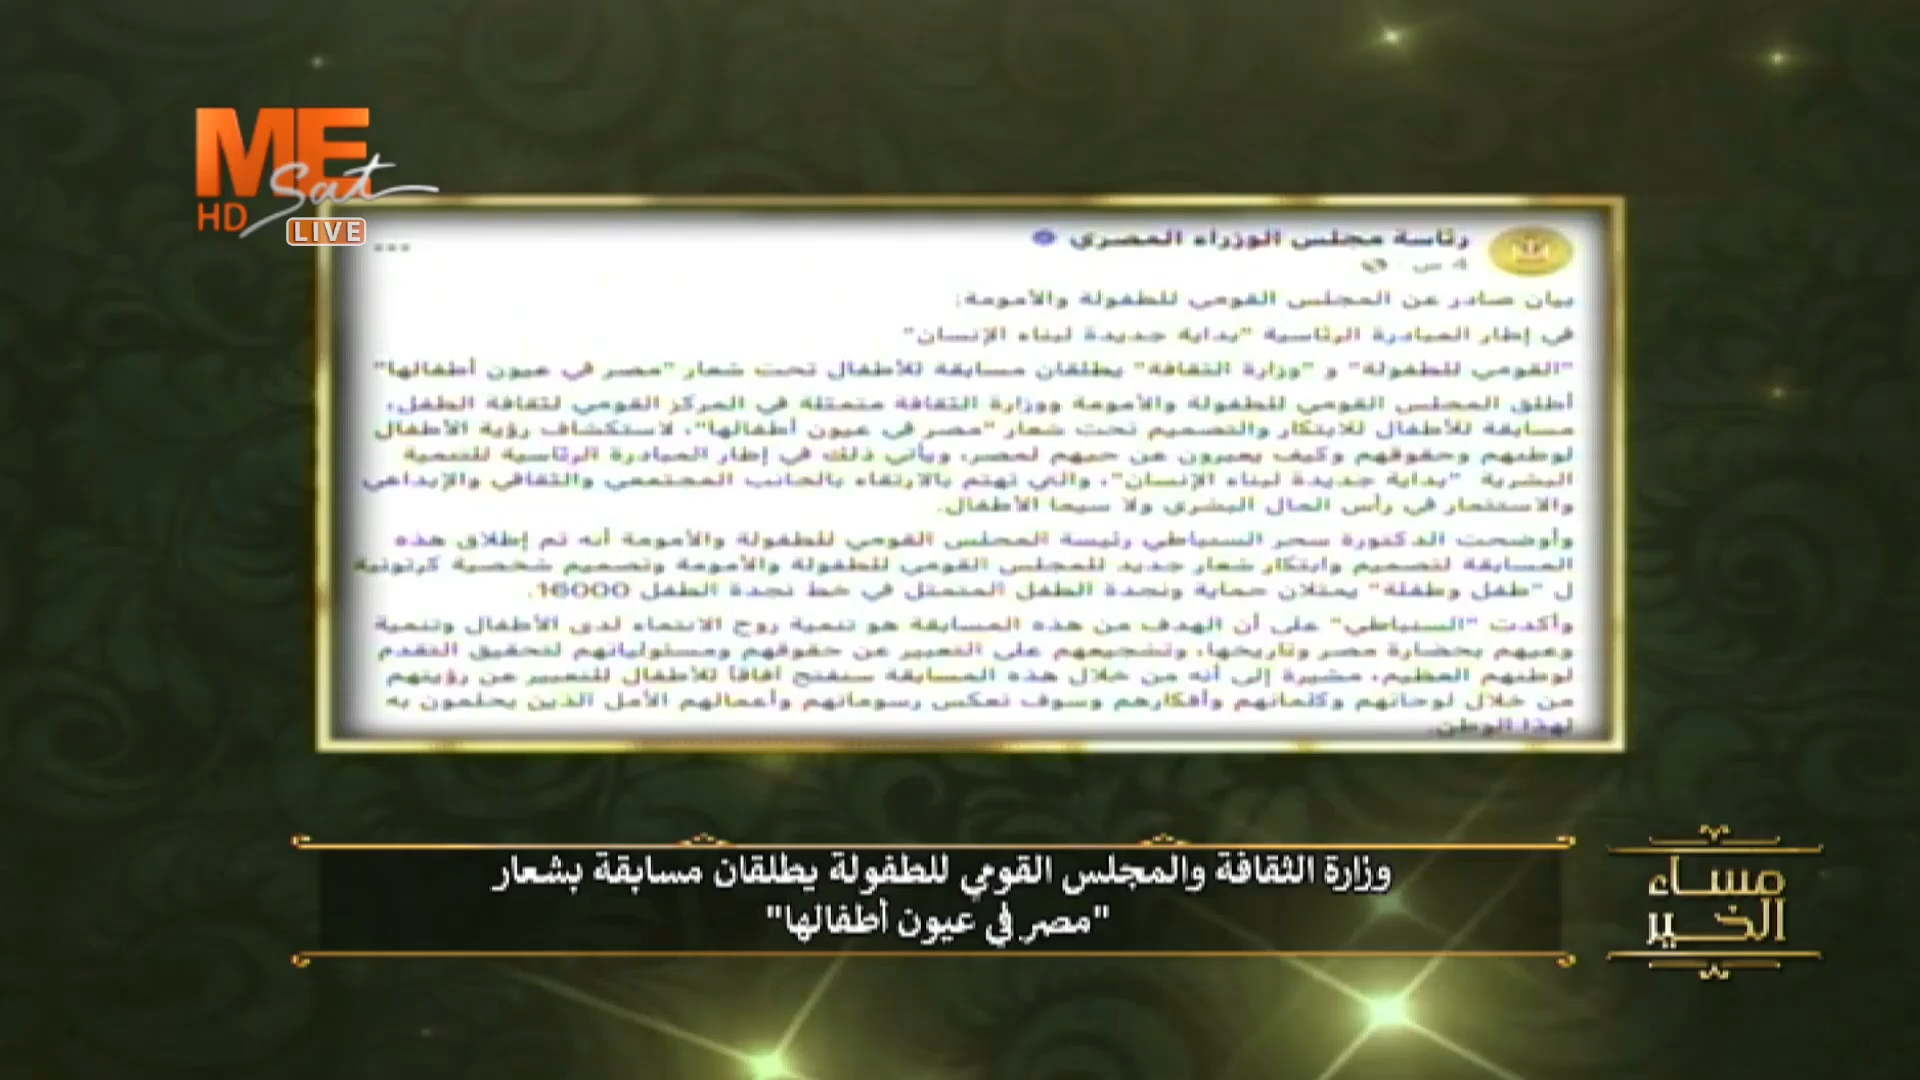 ME
Sat
HD
LIVE
رئاسة مجلس الوزراء المصري
4 س
بيان صادر عن المجلس القومي للطفولة والأمومة:
في إطار المبادرة الرئاسية "بداية جديدة لبناء الإنسان"
"القومي للطفولة" و "وزارة الثقافة" يطلقان مسابقة للأطفال تحت شعار "مصر في عيون أطفالها"
أطلق المجلس القومي للطفولة والأمومة ووزارة الثقافة متمثلة في المركز القومي لثقافة الطفل،
مسابقة للأطفال للابتكار والتصميم تحت شعار "مصر في عيون أطفالها"، لاستكشاف رؤية الأطفال
لوطنهم وحقوقهم وكيف يعبرون عن حبهم لمصر، ويأتي ذلك في إطار المبادرة الرئاسية للتنمية
البشرية "بداية جديدة لبناء الإنسان"، والتي تهتم بالارتقاء بالجانب المجتمعي والثقافي والإبداعي
والاستثمار في رأس المال البشري ولا سيما الأطفال.
وأوضحت الدكتورة سحر السنباطي رئيسة المجلس القومي للطفولة والأمومة أنه تم إطلاق هذه
المسابقة لتصميم وابتكار شعار جديد للمجلس القومي للطفولة والأمومة وتصميم شخصية كرتونية
ل "طفل وطفلة" يمثلان حماية ونجدة الطفل المتمثل في خط نجدة الطفل 16000.
وأكدت "السنباطي" على أن الهدف من هذه المسابقة هو تنمية روح الانتماء لدى الأطفال وتنمية
وعيهم بحضارة مصر وتاريخها، وتشجيعهم على التعبير عن حقوقهم ومسئولياتهم لتحقيق التقدم
لوطنهم العظيم، مشيرة إلى أنه من خلال هذه المسابقة ستفتح آفاقاً للأطفال للتعبير عن رؤيتهم
من خلال لوحاتهم وكلماتهم وأفكارهم وسوف تعكس رسوماتهم وأعمالهم الأمل الذين يحلمون به
لهذا الوطن.
وزارة الثقافة والمجلس القومي للطفولة يطلقان مسابقة بشعار
"مصر في عيون أطفالها"
مساء
الخير